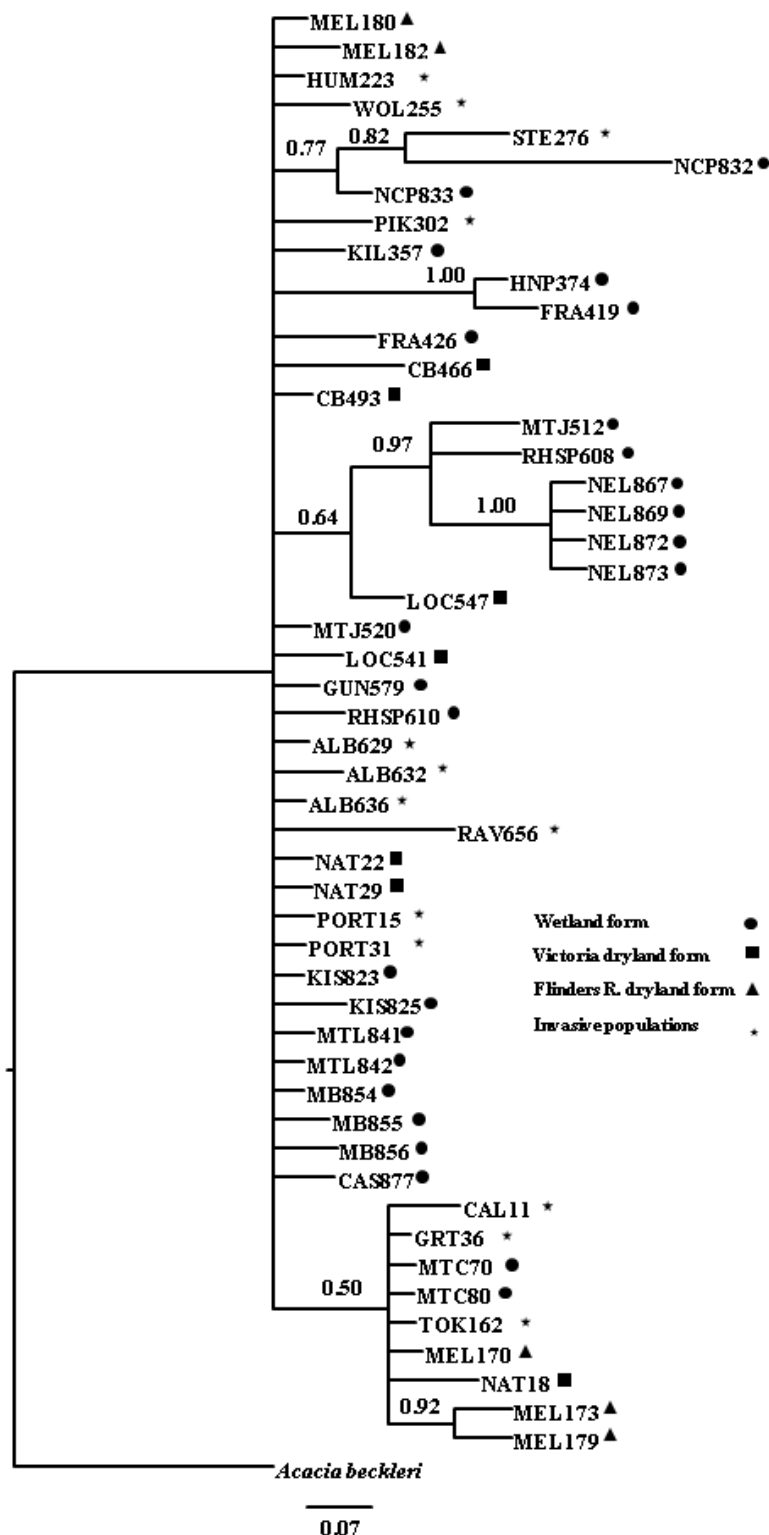 MEL180
MEL182
HUM223
WOL255
0.82
STE276
0.77
NCP832
NCP833
PIK302
KIL357
1.00
HNP374
FRA419
FRA426
CB466
CB493
MTJ512
0.97
RHSP608
NEL867
1.00
NEL869
0.64
NEL872
NEL873
LOC547
MTJ520
LOC541
GUN579
RHSP610
ALB629
ALB632
ALB636
RAV656
NAT22
NAT29
PORT15
Wetland form
PORT31
Victoria dryland form
KIS823
Flinders R. dryland form
KIS825
Invasive populations
MTL841
MTL842
MB854
MB855
MB856
CAS877
CAL11
GRT36
MTC70
0.50
MTC80
TOK162
MEL170
NAT18
0.92
MEL173
MEL179
Acacia beckleri
0.07